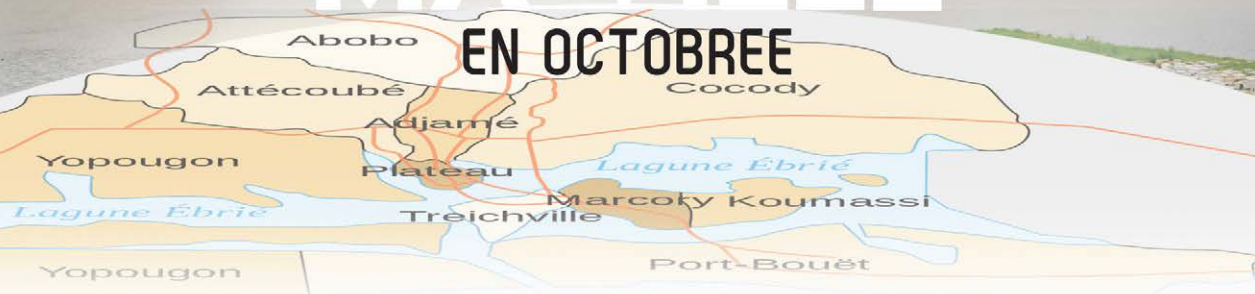 EN OCTOBREE
Abobo
Attécoubé
Cocody
Adjamé
Yopougon
Plateau
Lagune Ébrié
Marcory Koumassi
Lagune Ébrié
Treichville
Port-Bouët
Yopougon